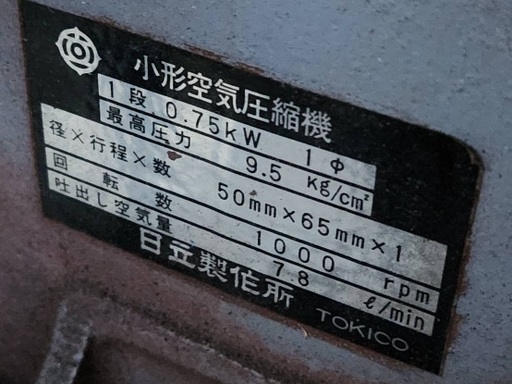 小形空気圧縮機
1段 0.75kW 1φ
最高圧力 9.5 kg/cm²
径×行程×数 50mm×65mm×1
回転数 1000 rpm
吐出し空気量 7.8 ℓ/min
日立製作所 TOKICO